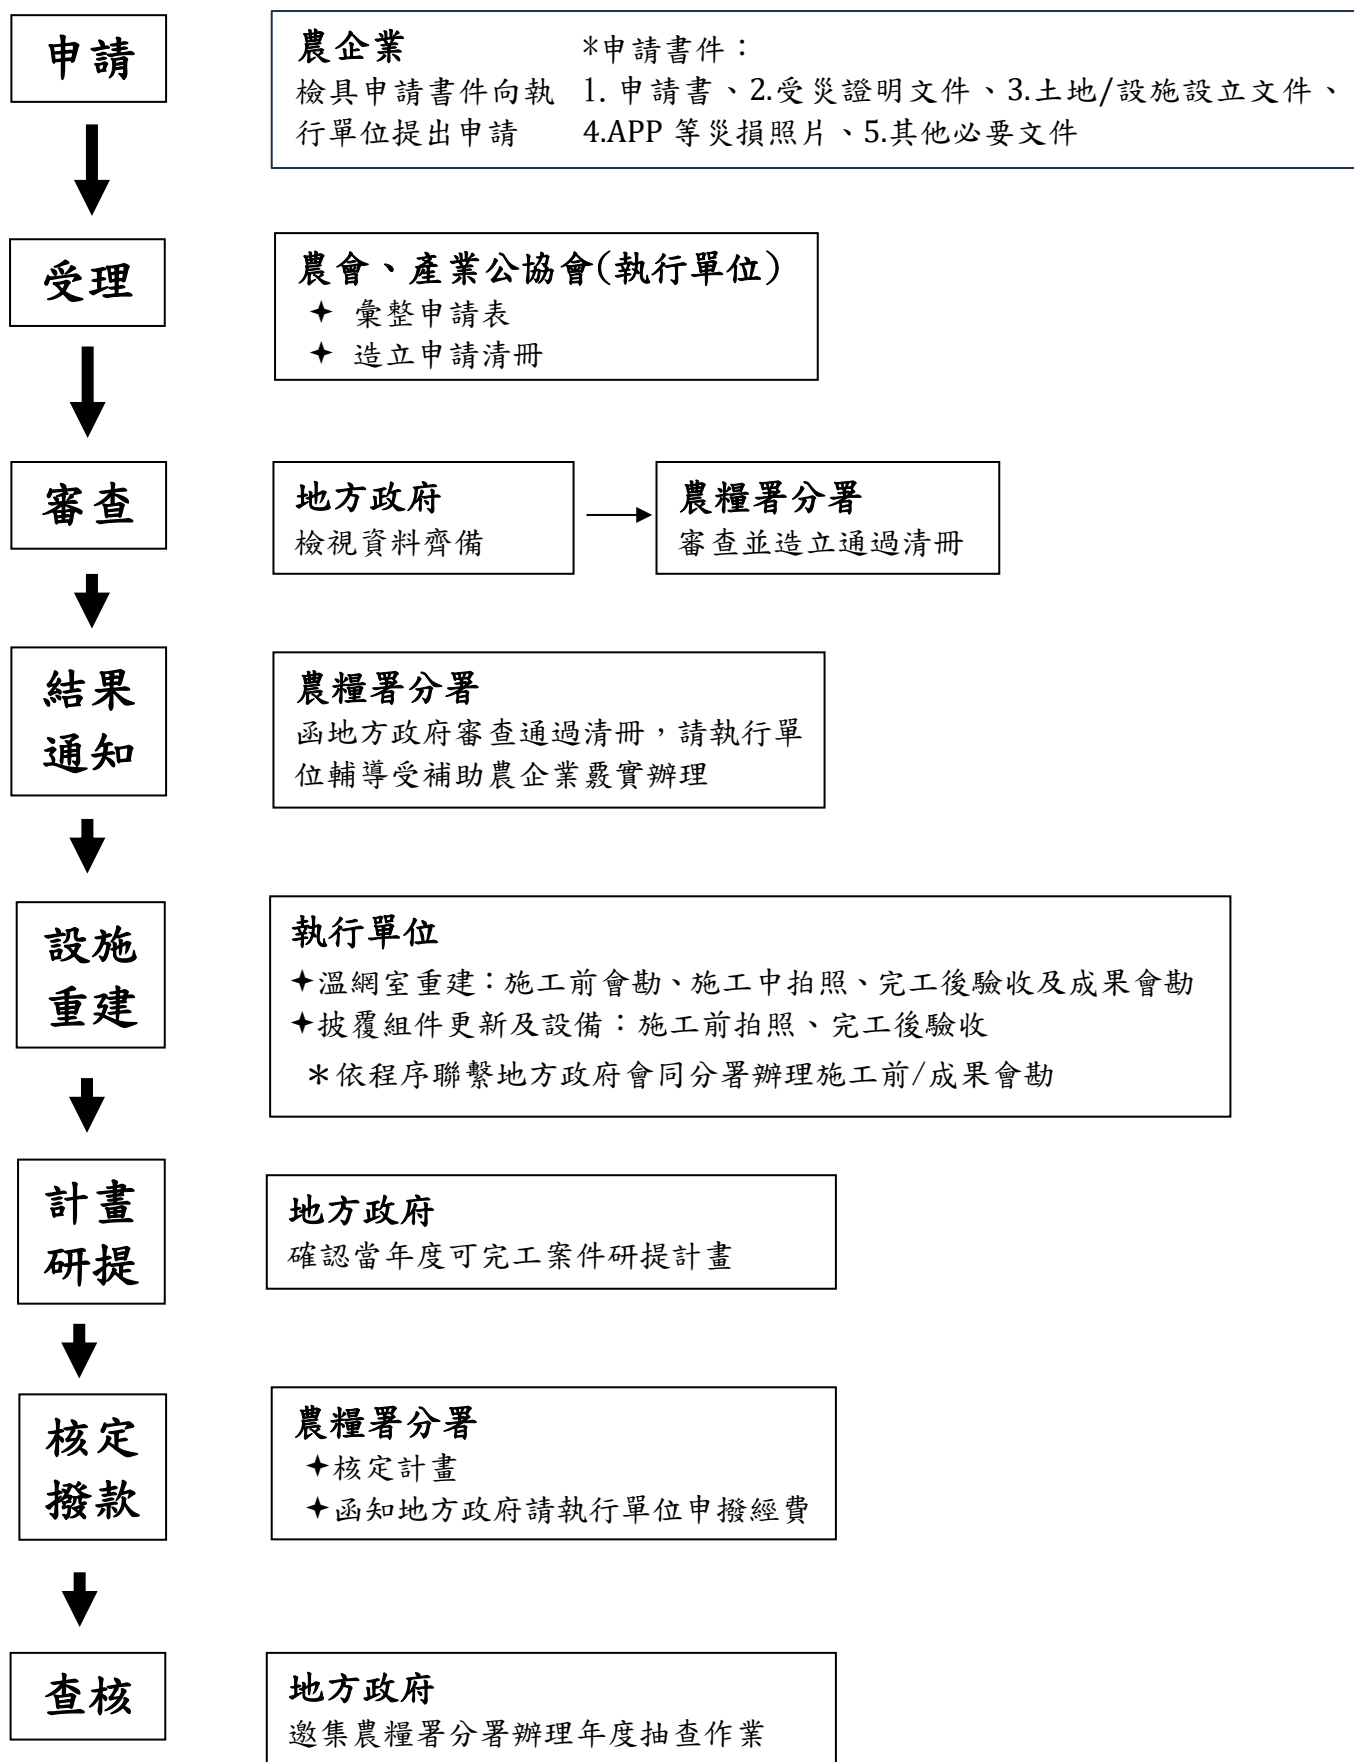 申請
農企業
檢具申請書件向執
行單位提出申請
*申請書件：
1. 申請書、2.受災證明文件、3.土地/設施設立文件、
4.APP 等災損照片、5.其他必要文件
受理
農會、產業公協會(執行單位)
✦ 彙整申請表
✦ 造立申請清冊
審查
地方政府
檢視資料齊備
農糧署分署
審查並造立通過清冊
結果
通知
農糧署分署
函地方政府審查通過清冊，請執行單
位輔導受補助農企業覈實辦理
設施
重建
執行單位
✦溫網室重建：施工前會勘、施工中拍照、完工後驗收及成果會勘
✦披覆組件更新及設備：施工前拍照、完工後驗收
＊依程序聯繫地方政府會同分署辦理施工前/成果會勘
計畫
研提
地方政府
確認當年度可完工案件研提計畫
核定
撥款
農糧署分署
✦核定計畫
✦函知地方政府請執行單位申撥經費
查核
地方政府
邀集農糧署分署辦理年度抽查作業